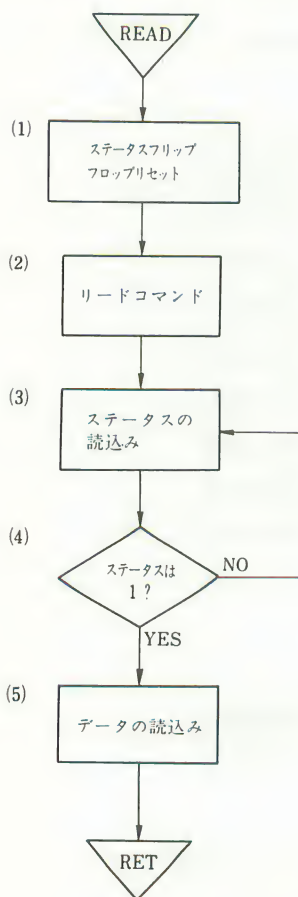 READ
(1)
ステータスフリップ
フロップリセット
(2)
リードコマンド
(3)
ステータスの
読込み
(4)
ステータスは
1?
NO
YES
(5)
データの読込み
RET